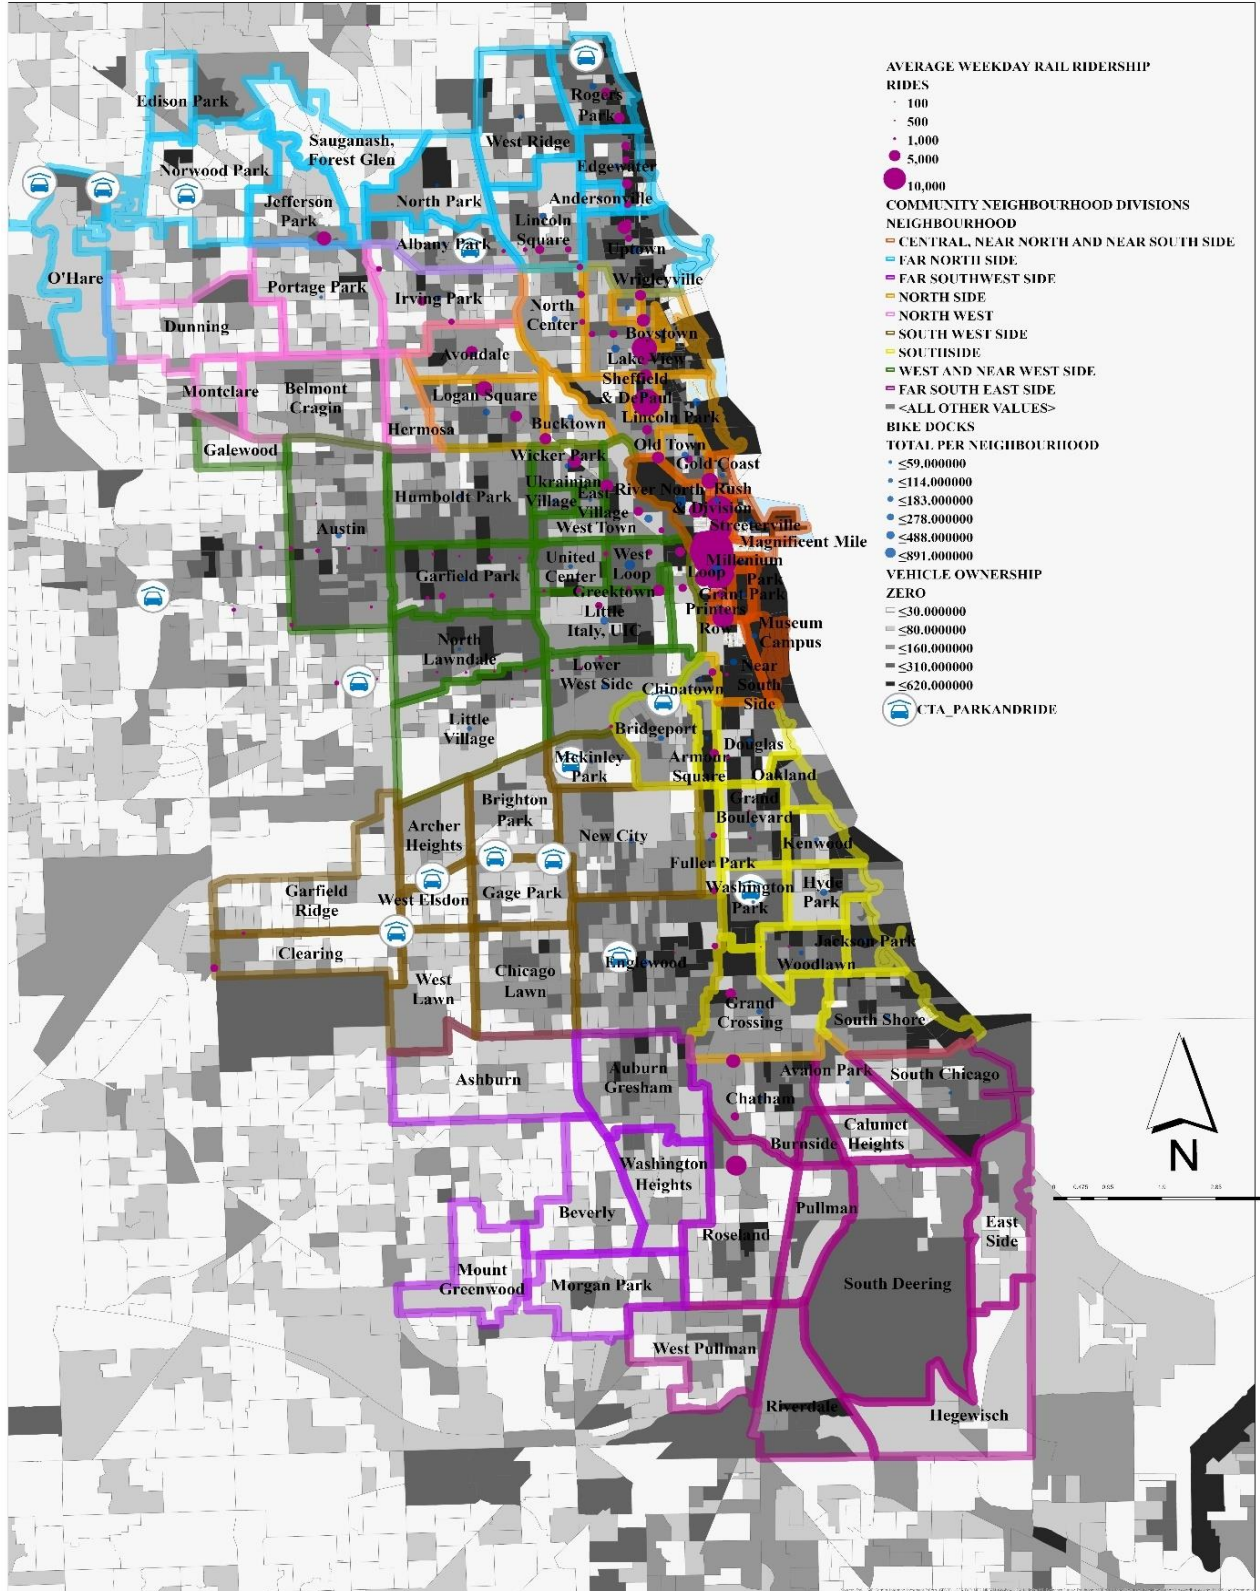 AVERAGE WEEKDAY RAIL RIDERSHIP
RIDES
100
500
1,000
5,000
10,000
COMMUNITY NEIGHBOURHOOD DIVISIONS
NEIGHBOURHOOD
CENTRAL, NEAR NORTH AND NEAR SOUTH SIDE
FAR NORTH SIDE
FAR SOUTHWEST SIDE
NORTH SIDE
NORTH WEST
SOUTH WEST SIDE
SOUTHSIDE
WEST AND NEAR WEST SIDE
FAR SOUTH EAST SIDE
<ALL OTHER VALUES>
BIKE DOCKS
TOTAL PER NEIGHBOURHOOD
≤59.000000
≤114.000000
≤183.000000
≤278.000000
≤488.000000
≤891.000000
VEHICLE OWNERSHIP
ZERO
≤30.000000
≤80.000000
≤160.000000
≤310.000000
≤620.000000
CTA_PARKANDRIDE
Edison Park
Rogers
Park
Sauganash,
Forest Glen
West Ridge
Norwood Park
Edgewater
Jefferson
Park
North Park
Andersonville
Lincoln
Square
Albany Park
Uptown
O'Hare
Portage Park
Irving Park
Wrigleyville
North
Center
Dunning
Boystown
Avondale
Lake View
Montclare
Belmont
Cragin
Logan Square
Sheffield
& DePaul
Lincoln Park
Hermosa
Bucktown
Old Town
Galewood
Wicker Park
Gold Coast
Humboldt Park
Ukrainian
Village
East
Village
River North
Rush
& Division
Streeterville
Austin
West Town
Magnificent Mile
Garfield Park
United
Center
West
Loop
Loop
Millenium
Park
Greektown
Grant Park
Little
Italy, UIC
Printers
Row
Museum
Campus
North
Lawndale
Lower
West Side
Near
South
Side
Chinatown
Little
Village
Bridgeport
Douglas
Mckinley
Park
Armour
Square
Oakland
Brighton
Park
Grand
Boulevard
Archer
Heights
New City
Kenwood
Fuller Park
Garfield
Ridge
West Elsdon
Gage Park
Washington
Park
Hyde
Park
Clearing
Englewood
Jackson Park
Woodlawn
West
Lawn
Chicago
Lawn
Grand
Crossing
South Shore
Ashburn
Auburn
Gresham
Avalon Park
South Chicago
Chatham
Burnside
Calumet
Heights
Washington
Heights
Beverly
Pullman
Roseland
East
Side
Mount
Greenwood
Morgan Park
South Deering
West Pullman
Riverdale
Hegewisch
N